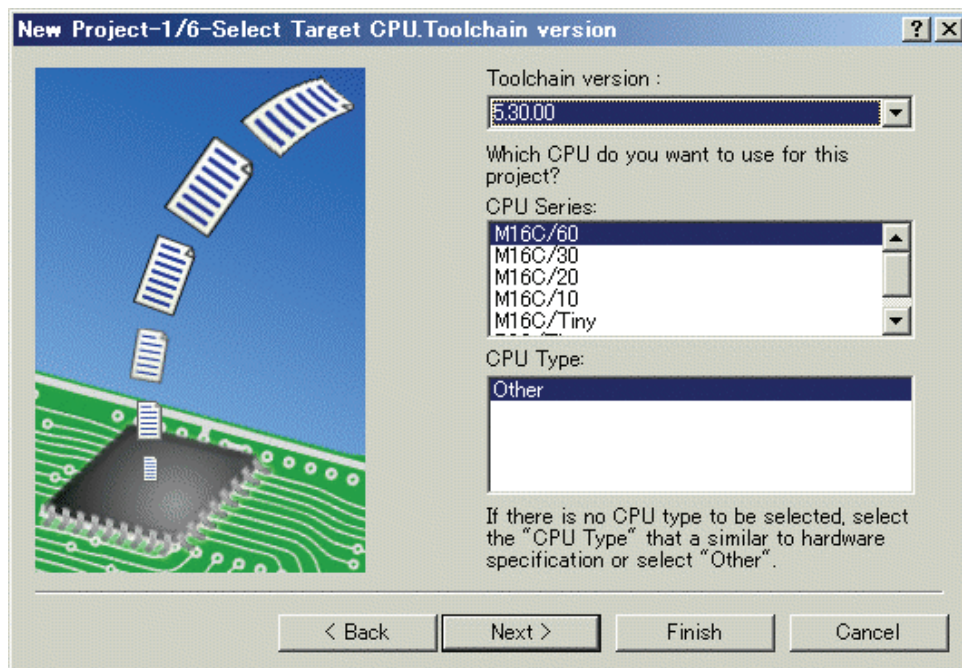 New Project-1/6-Select Target CPU.Toolchain version
Toolchain version :
5.30.00
Which CPU do you want to use for this
project?
CPU Series:
M16C/60
M16C/30
M16C/20
M16C/10
M16C/Tiny
CPU Type:
Other
If there is no CPU type to be selected, select
the "CPU Type" that a similar to hardware
specification or select "Other".
< Back
Next >
Finish
Cancel